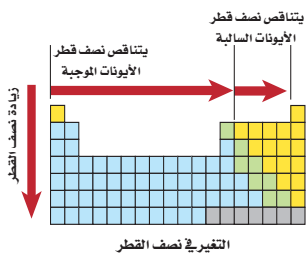 يتناقص نصف قطر
الأيونات السالبة
يتناقص نصف قطر
الأيونات الموجبة
زيادة نصف القطر
التغير في نصف القطر